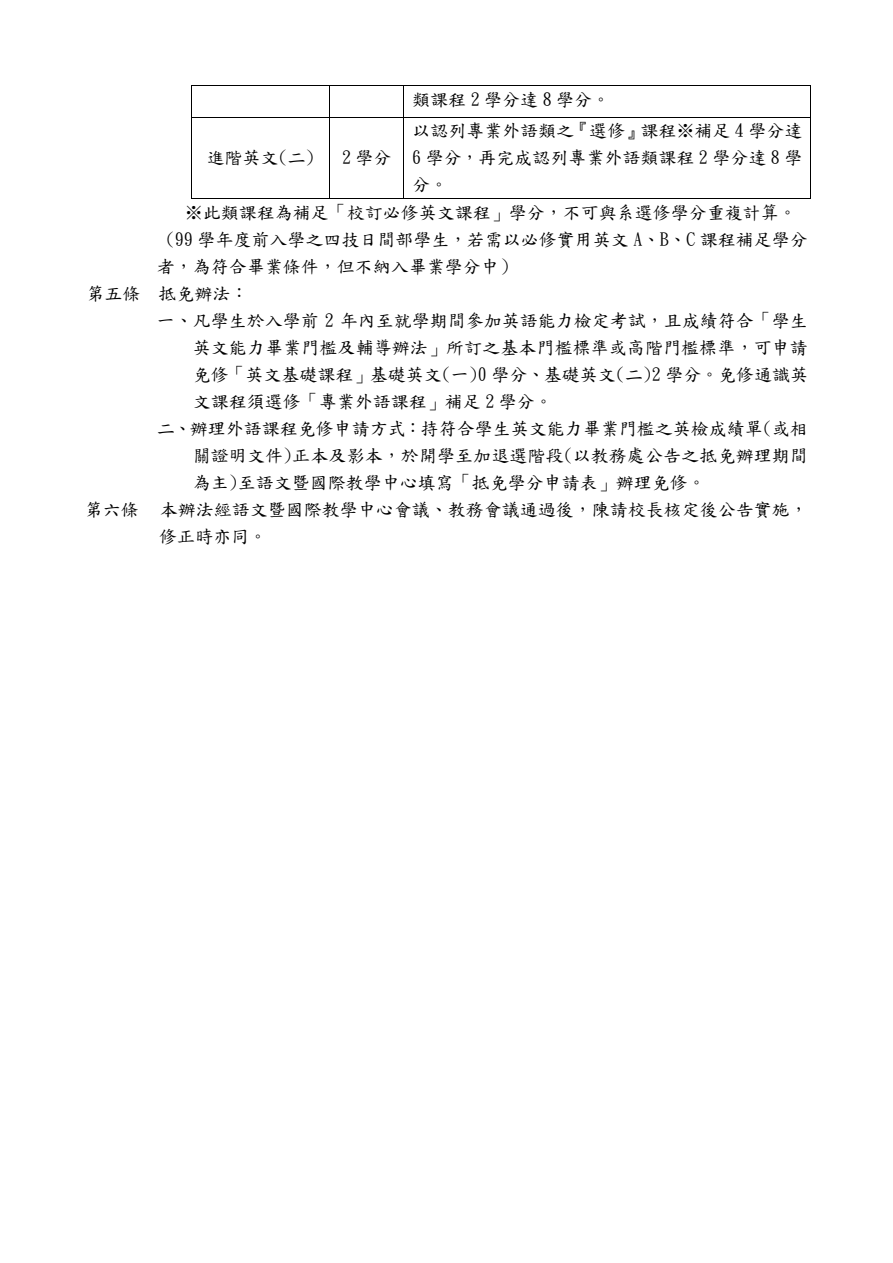 類課程 2 學分達 8 學分。
進階英文(二) 2 學分 以認列專業外語類之『選修』課程※補足 4 學分達
6 學分，再完成認列專業外語類課程 2 學分達 8 學
分。
※此類課程為補足「校訂必修英文課程」學分，不可與系選修學分重複計算。
(99 學年度前入學之四技日間部學生，若需以必修實用英文 A、B、C 課程補足學分
者，為符合畢業條件，但不納入畢業學分中)
第五條 抵免辦法：
一、凡學生於入學前 2 年內至就學期間參加英語能力檢定考試，且成績符合「學生
英文能力畢業門檻及輔導辦法」所訂之基本門檻標準或高階門檻標準，可申請
免修「英文基礎課程」基礎英文(一)0 學分、基礎英文(二)2 學分。免修通識英
文課程須選修「專業外語課程」補足 2 學分。
二、辦理外語課程免修申請方式：持符合學生英文能力畢業門檻之英檢成績單(或相
關證明文件)正本及影本，於開學至加退選階段(以教務處公告之抵免辦理期間
為主)至語文暨國際教學中心填寫「抵免學分申請表」辦理免修。
第六條 本辦法經語文暨國際教學中心會議、教務會議通過後，陳請校長核定後公告實施，
修正時亦同。